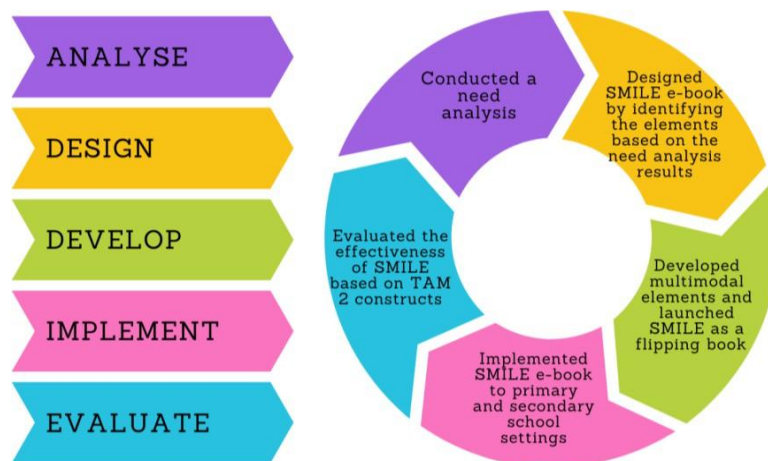 ANALYSE
DESIGN
DEVELOP
IMPLEMENT
EVALUATE
Conducted a
need
analysis
Designed
SMILE e-book
by identifying
the elements
based on the
need analysis
results
Developed
multimodal
elements and
launched
SMILE as a
flipping book
Implemented
SMILE e-book
to primary
and secondary
school
settings
Evaluated the
effectiveness
of SMILE
based on TAM
2 constructs